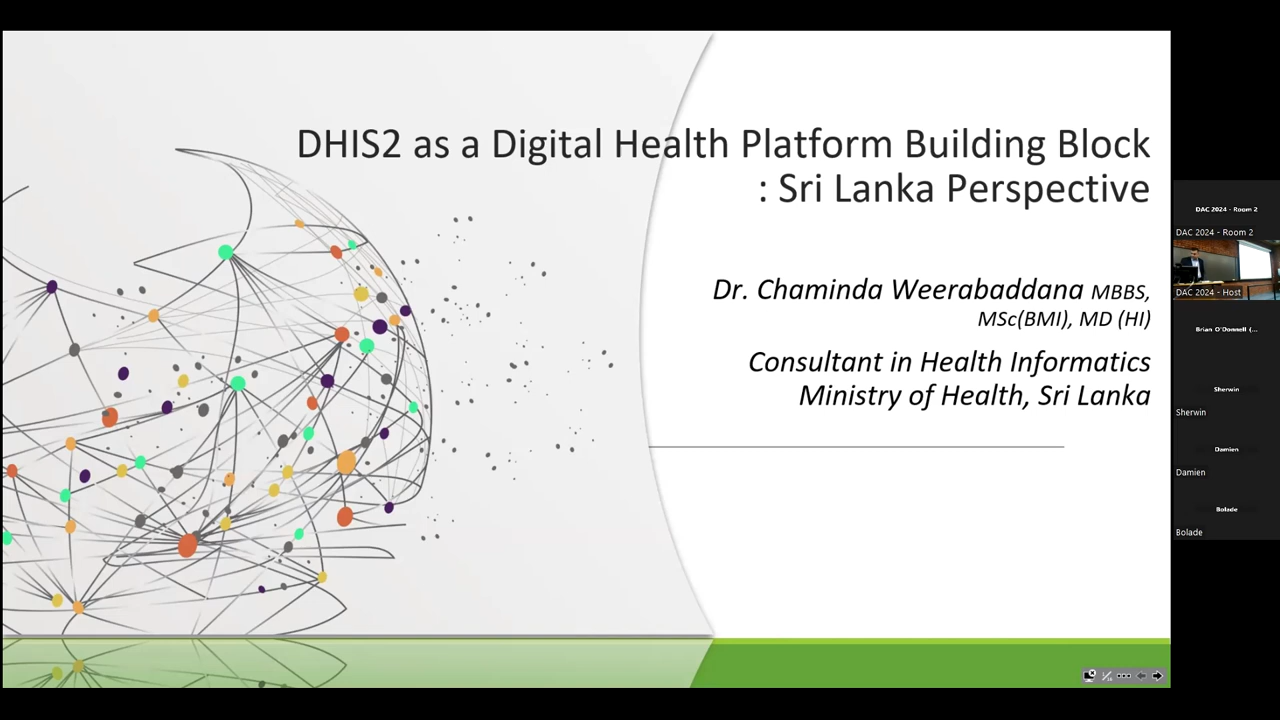 DHIS2 as a Digital Health Platform Building Block
: Sri Lanka Perspective
Dr. Chaminda Weerabaddana MBBS,
MSc(BMI), MD (HI)
Consultant in Health Informatics
Ministry of Health, Sri Lanka
DAC 2024 - Room 2
DAC 2024 - Room 2
DAC 2024 - Host
Brian O'Donnell (...
Sherwin
Sherwin
Damien
Damien
Bolade
Bolade